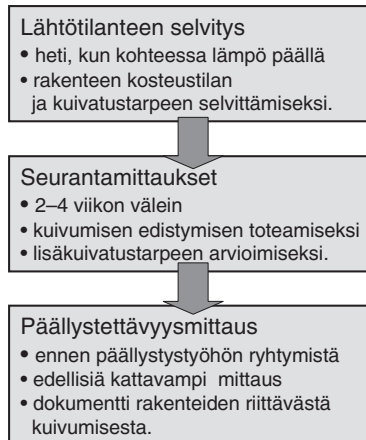 Lähtötilanteen selvitys
• heti, kun kohteessa lämpö päällä
• rakenteen kosteustilan
ja kuivatustarpeen selvittämiseksi.
Seurantamittaukset
• 2–4 viikon välein
• kuivumisen edistymisen toteamiseksi
• lisäkuivatustarpeen arvioimiseksi.
Päällystettävyysmittaus
• ennen päällystystyöhön ryhtymistä
• edellisiä kattavampi mittaus
• dokumentti rakenteiden riittävästä
kuivumisesta.